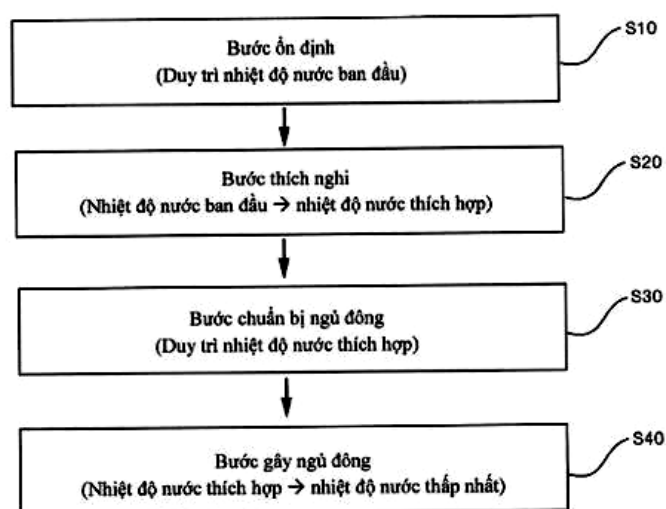 Bước ổn định
(Duy trì nhiệt độ nước ban đầu)
S10
Bước thích nghi
(Nhiệt độ nước ban đầu → nhiệt độ nước thích hợp)
S20
Bước chuẩn bị ngủ đông
(Duy trì nhiệt độ nước thích hợp)
S30
Bước gây ngủ đông
(Nhiệt độ nước thích hợp → nhiệt độ nước thấp nhất)
S40